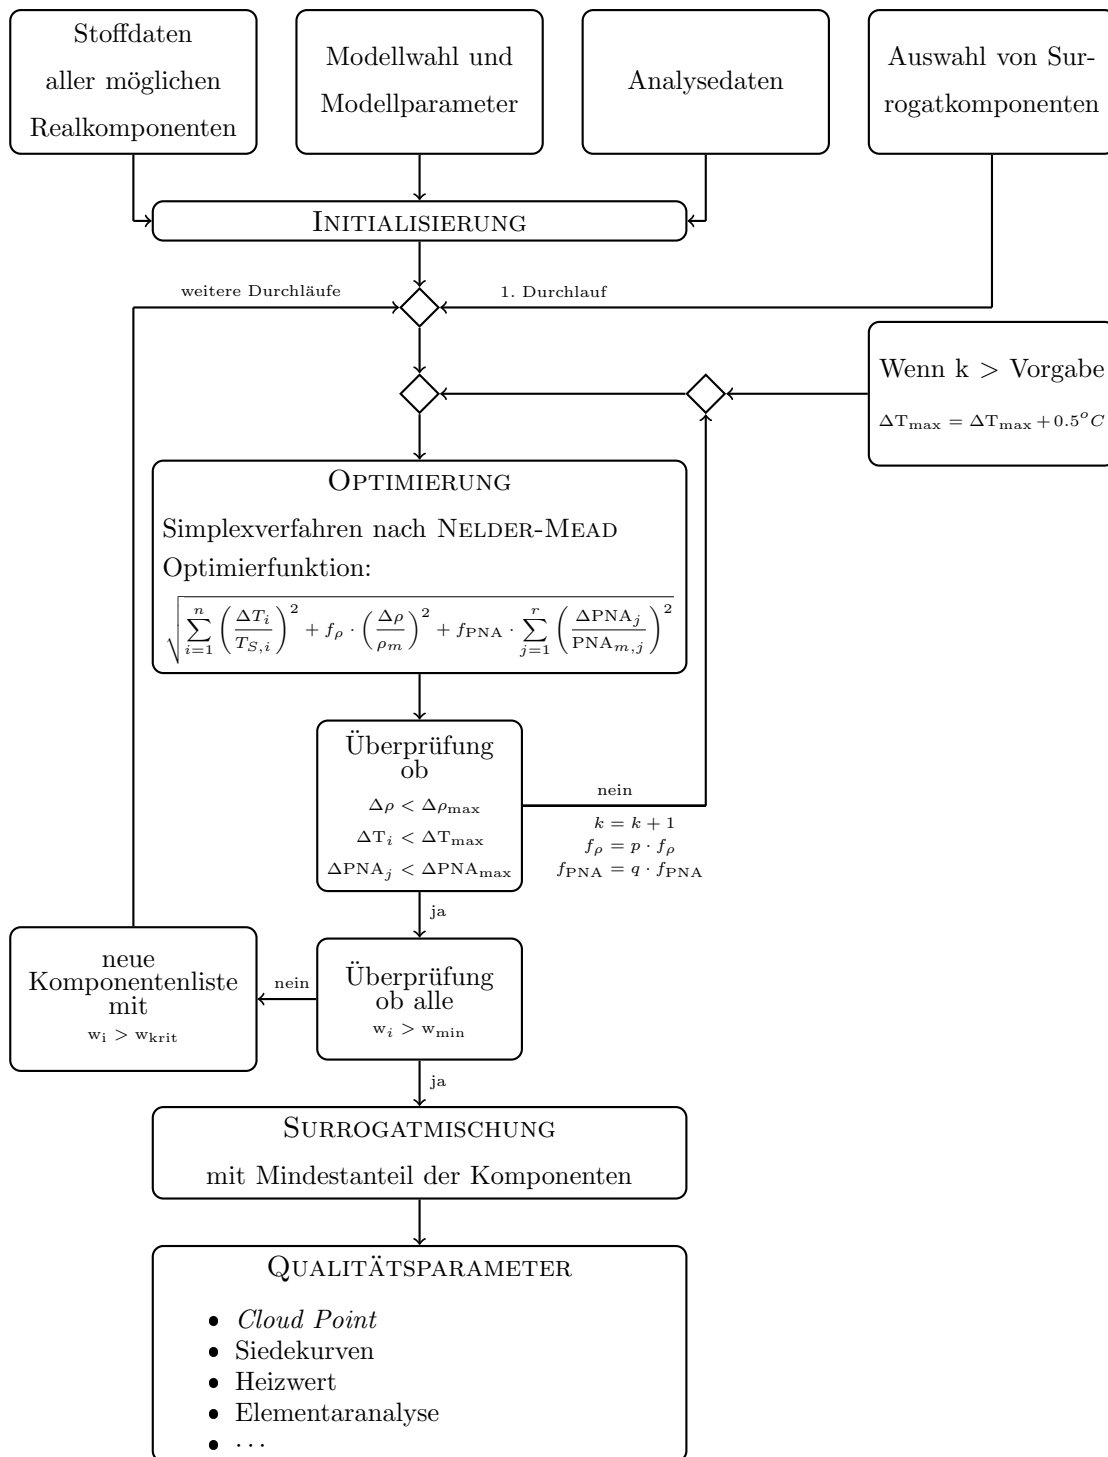 Stoffdaten
aller möglichen
Realkomponenten
Modellwahl und
Modellparameter
Analysedaten
Auswahl von Sur-
rogatkomponenten
INITIALISIERUNG
weitere Durchläufe
1. Durchlauf
Wenn k > Vorgabe
ΔT_max = ΔT_max + 0.5°C
OPTIMIERUNG
Simplexverfahren nach NELDER-MEAD
Optimierfunktion:
√(∑_{i=1}^{n} (ΔT_i / T_{S,i})² + f_ρ · (Δρ / ρ_m)² + f_PNA · ∑_{j=1}^{r} (ΔPNA_j / PNA_{m,j})²)
Überprüfung
ob
Δρ < Δρ_max
ΔT_i < ΔT_max
ΔPNA_j < ΔPNA_max
nein
k = k + 1
f_ρ = p · f_ρ
f_PNA = q · f_PNA
ja
neue
Komponentenliste
mit
w_i > w_krit
nein
Überprüfung
ob alle
w_i > w_min
ja
SURROGATMISCHUNG
mit Mindestanteil der Komponenten
QUALITÄTSPARAMETER
• Cloud Point
• Siedekurven
• Heizwert
• Elementaranalyse
• ···